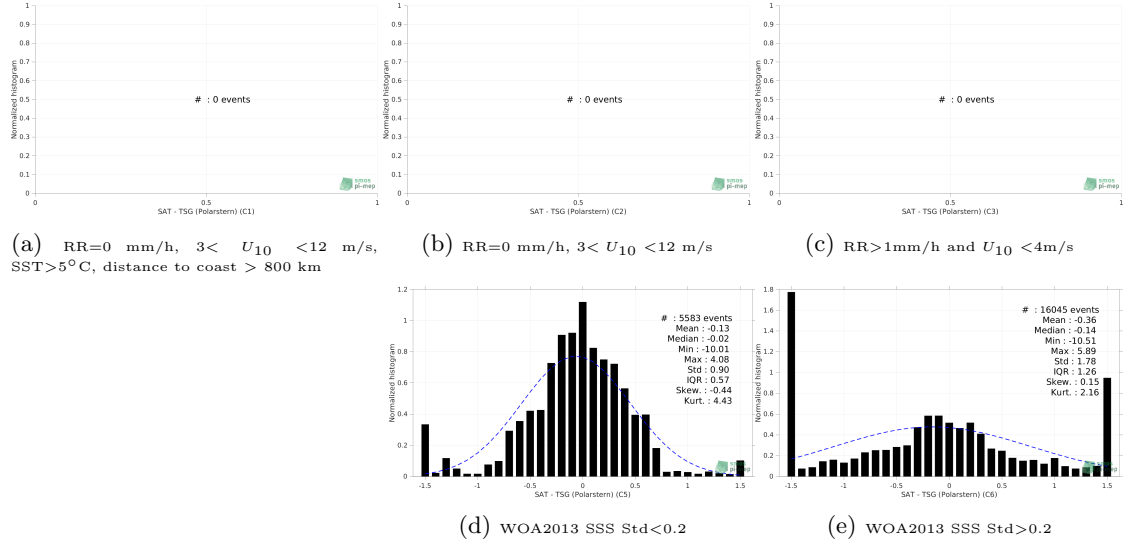 1
0.9
0.8
0.7
0.6
0.5
0.4
0.3
0.2
0.1
0
Normalized histogram
# : 0 events
smos
pi-mep
0 0.5 1
SAT - TSG (Polarstern) (C1)
(a) RR=0 mm/h, 3< U10 <12 m/s,
SST>5°C, distance to coast > 800 km
1
0.9
0.8
0.7
0.6
0.5
0.4
0.3
0.2
0.1
0
Normalized histogram
# : 0 events
smos
pi-mep
0 0.5 1
SAT - TSG (Polarstern) (C2)
(b) RR=0 mm/h, 3< U10 <12 m/s
1
0.9
0.8
0.7
0.6
0.5
0.4
0.3
0.2
0.1
0
Normalized histogram
# : 0 events
smos
pi-mep
0 0.5 1
SAT - TSG (Polarstern) (C3)
(c) RR>1mm/h and U10 <4m/s
1.2
1
0.8
0.6
0.4
0.2
0
Normalized histogram
# : 5583 events
Mean : -0.13
Median : -0.02
Min : -10.01
Max : 4.08
Std : 0.90
IQR : 0.57
Skew. : -0.44
Kurt. : 4.43
-1.5 -1 -0.5 0 0.5 1 1.5
SAT - TSG (Polarstern) (C5)
(d) WOA2013 SSS Std<0.2
1.8
1.6
1.4
1.2
1
0.8
0.6
0.4
0.2
0
Normalized histogram
# : 16045 events
Mean : -0.36
Median : -0.14
Min : -10.51
Max : 5.89
Std : 1.78
IQR : 1.26
Skew. : 0.15
Kurt. : 2.16
-1.5 -1 -0.5 0 0.5 1 1.5
SAT - TSG (Polarstern) (C6)
(e) WOA2013 SSS Std>0.2